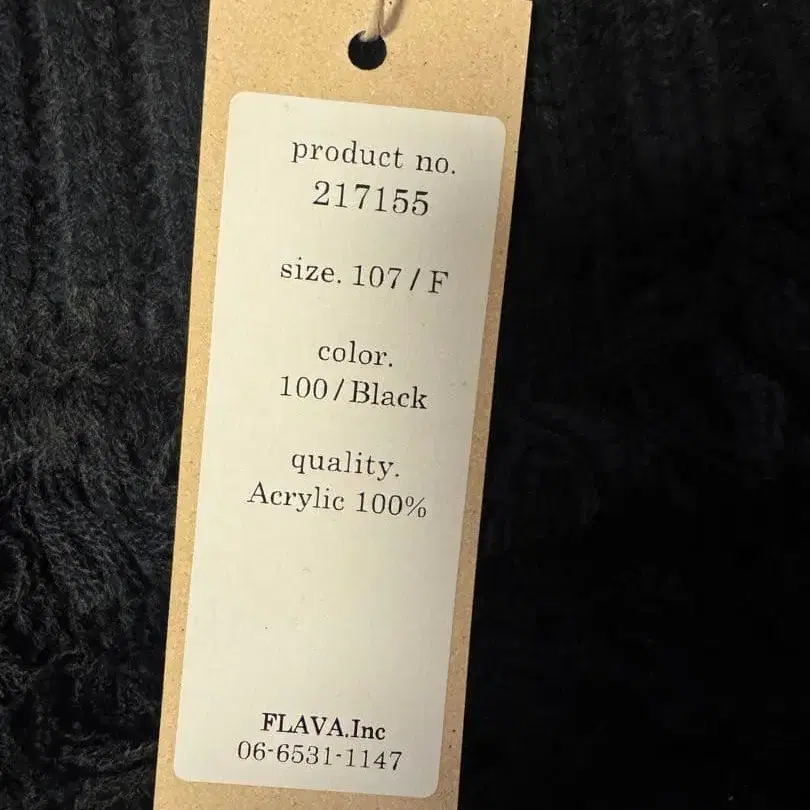 product no.
217155
size. 107 / F
color.
100 / Black
quality.
Acrylic 100%
FLAVA.Inc
06-6531-1147